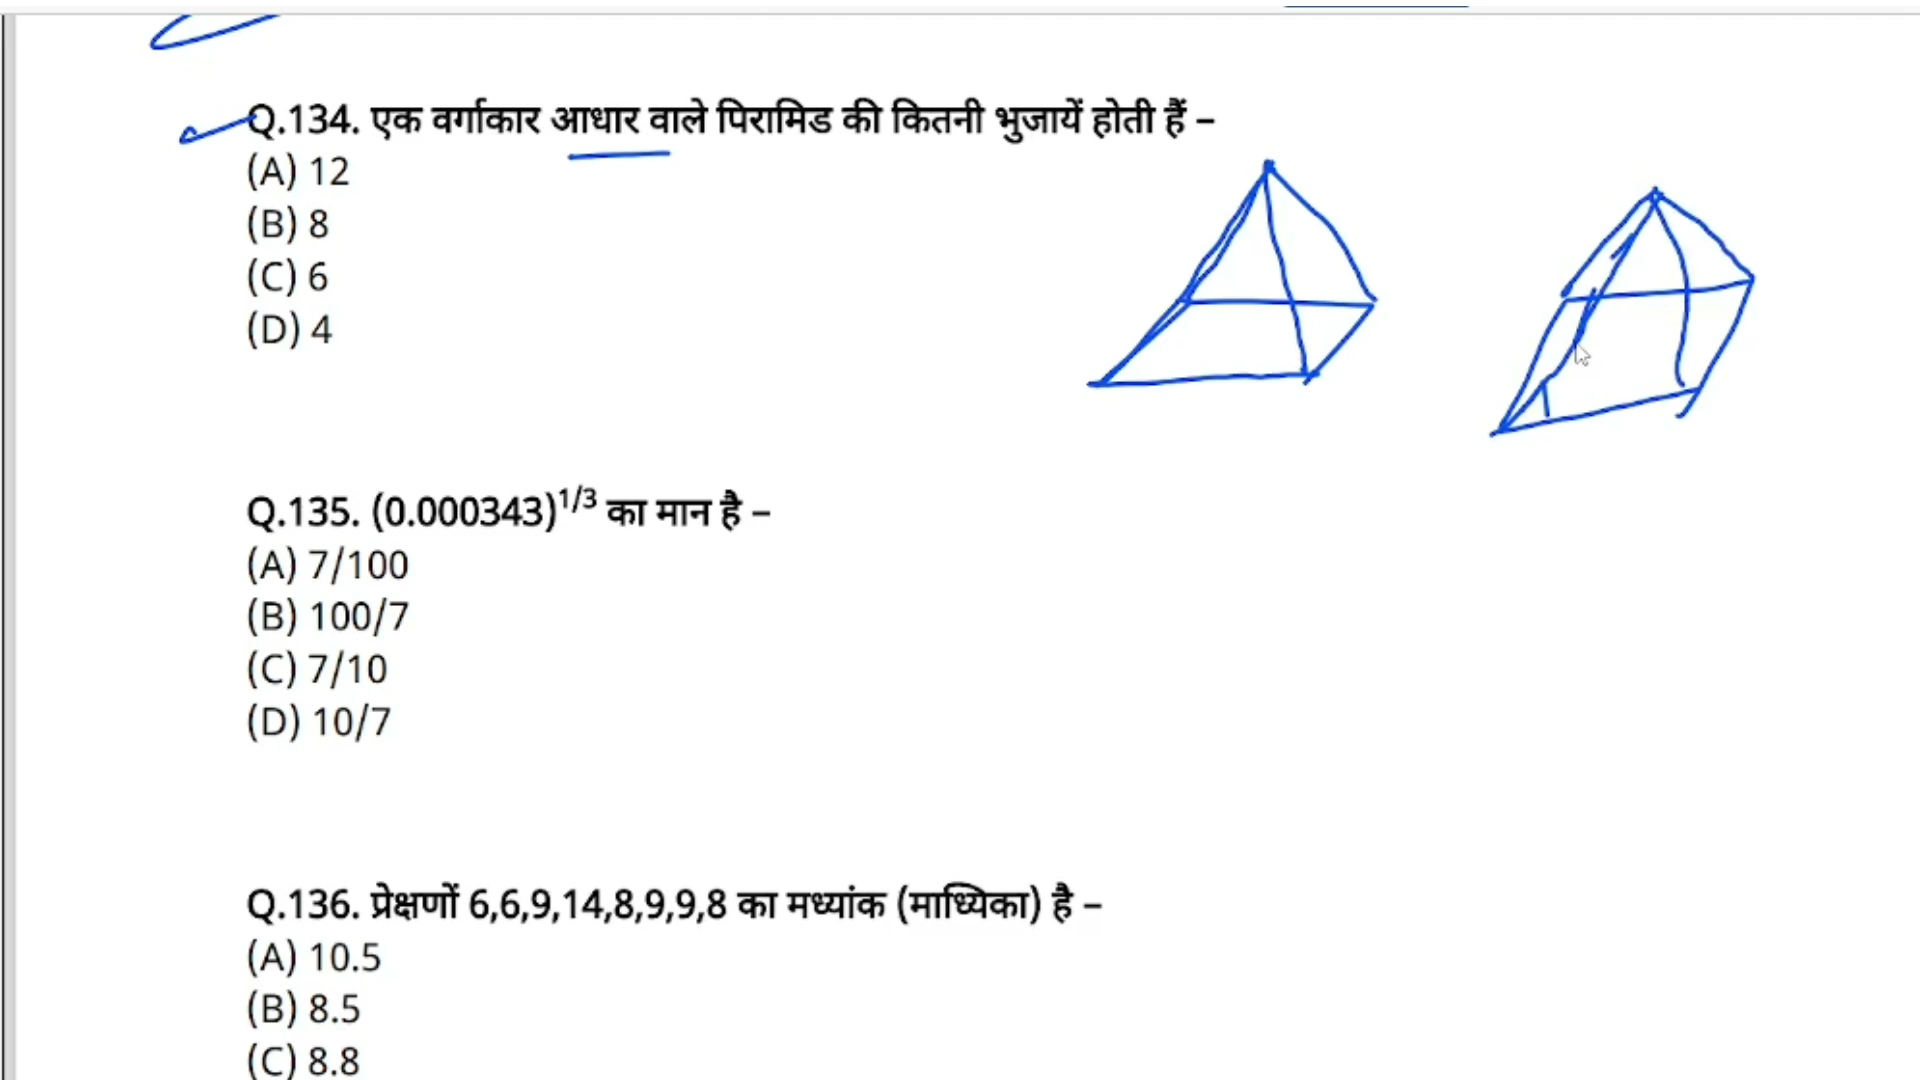 Q.134. एक वर्गाकार आधार वाले पिरामिड की कितनी भुजायें होती हैं –
(A) 12
(B) 8
(C) 6
(D) 4
Q.135. (0.000343)^1/3 का मान है –
(A) 7/100
(B) 100/7
(C) 7/10
(D) 10/7
Q.136. प्रेक्षणों 6,6,9,14,8,9,9,8 का मध्यांक (माध्यिका) है –
(A) 10.5
(B) 8.5
(C) 8.8